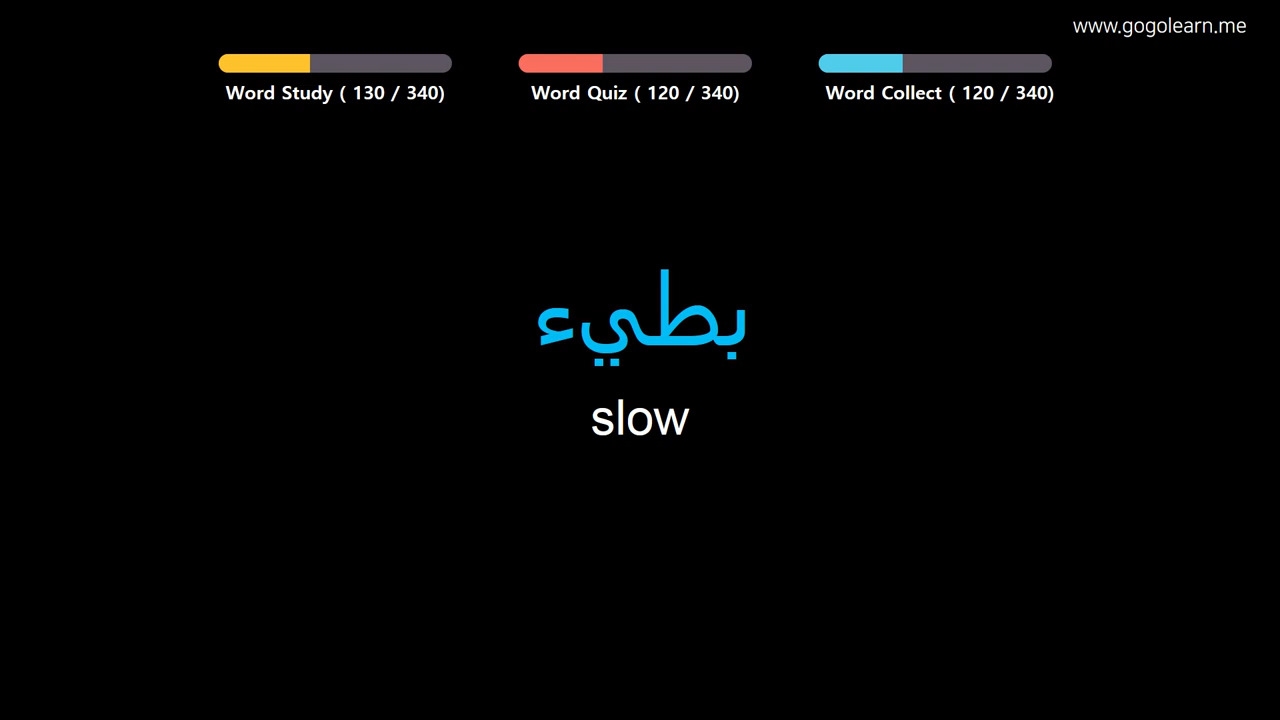 www.gogolearn.me
Word Study ( 130 / 340)
Word Quiz ( 120 / 340)
Word Collect ( 120 / 340)
بطيء
slow